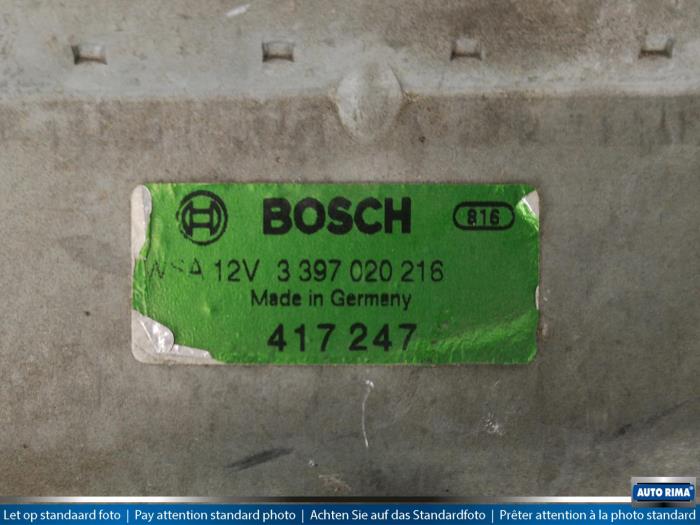 BOSCH 816
WSA 12V 3 397 020 216
Made in Germany
417 247
AUTO RIMA
Let op standaard foto | Pay attention standard photo | Achten Sie auf das Standardfoto | Prêter attention à la photo standard